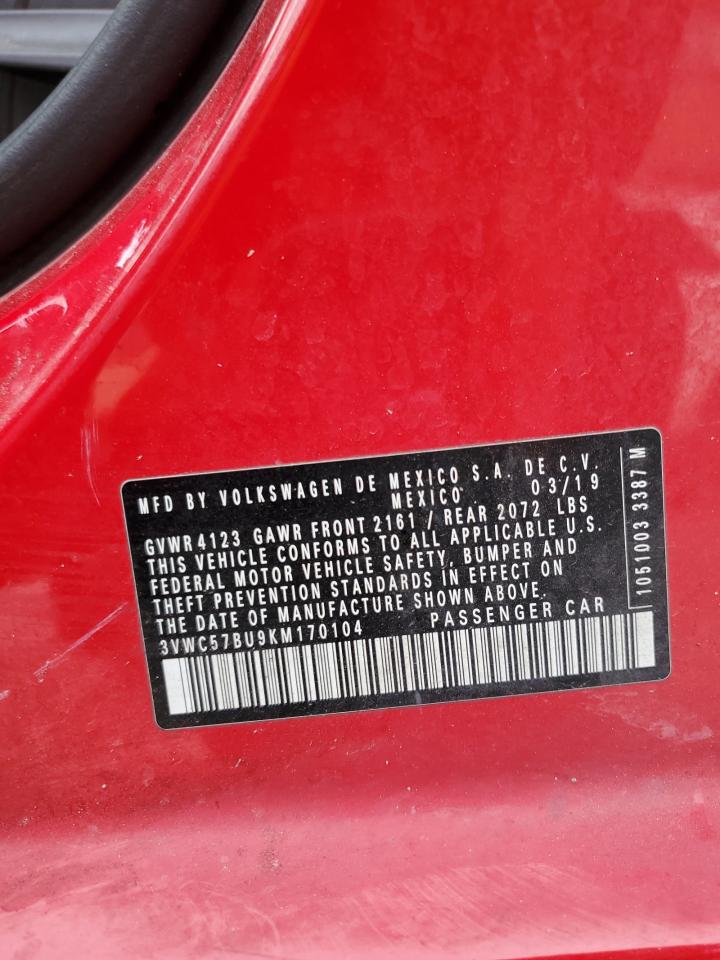 MFD BY VOLKSWAGEN DE MEXICO S.A. DE C.V.
MEXICO 03/19
GVWR 4123 GAWR FRONT 2161 / REAR 2072 LBS
THIS VEHICLE CONFORMS TO ALL APPLICABLE U.S.
FEDERAL MOTOR VEHICLE SAFETY, BUMPER AND
THEFT PREVENTION STANDARDS IN EFFECT ON
THE DATE OF MANUFACTURE SHOWN ABOVE.
3VWC57BU9KM170104 PASSENGER CAR
1051003 3387 M